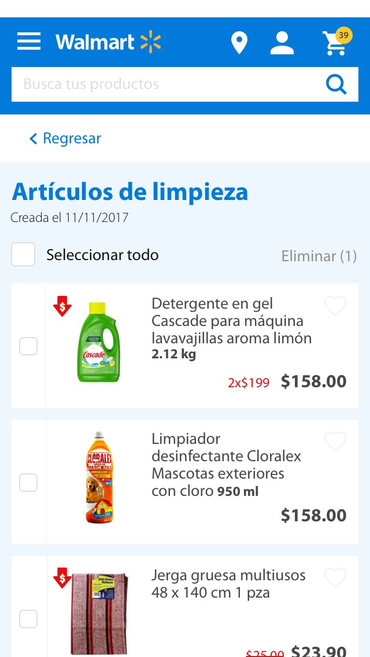 Walmart
39
Busca tus productos
Regresar
Artículos de limpieza
Creada el 11/11/2017
Seleccionar todo
Eliminar (1)
Detergente en gel
Cascade para máquina
lavavajillas aroma limón
2.12 kg
2x$199 $158.00
$
Cascade
Limpiador
desinfectante Cloralex
Mascotas exteriores
con cloro 950 ml
$158.00
CLORALEX
Jerga gruesa multiusos
48 x 140 cm 1 pza
$25.00 $23.90
$